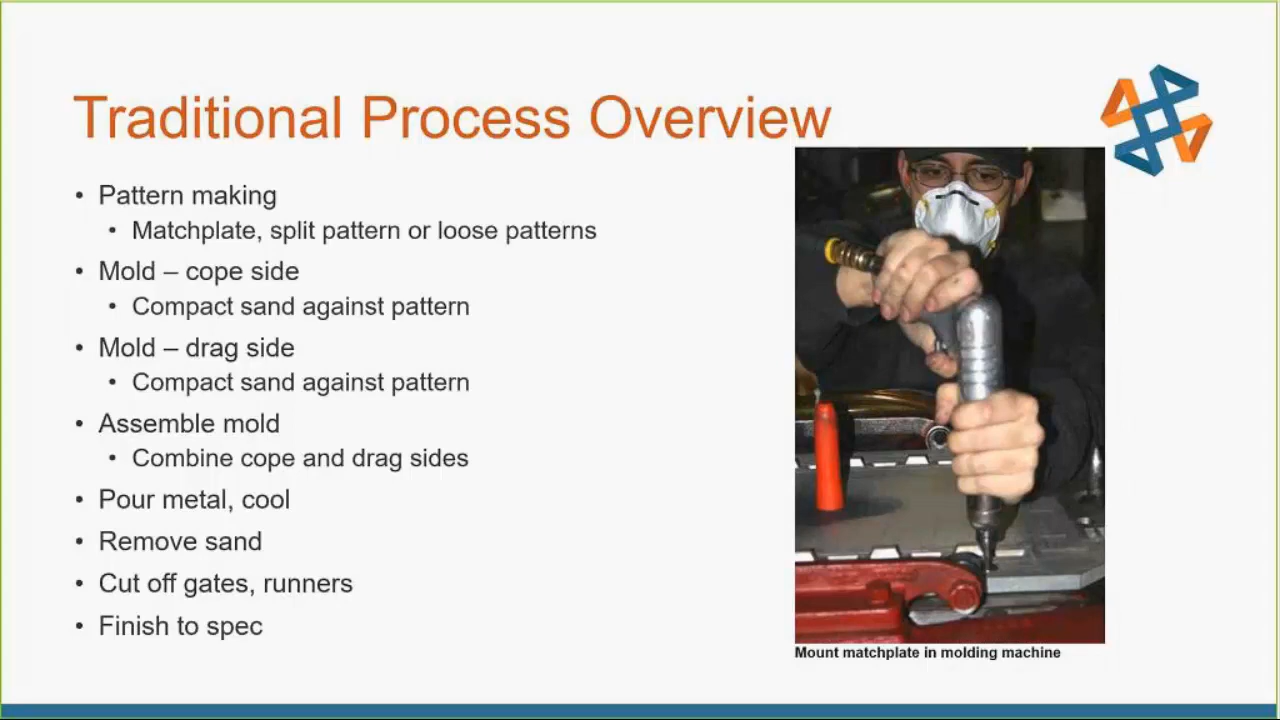 Traditional Process Overview
• Pattern making
• Matchplate, split pattern or loose patterns
• Mold – cope side
• Compact sand against pattern
• Mold – drag side
• Compact sand against pattern
• Assemble mold
• Combine cope and drag sides
• Pour metal, cool
• Remove sand
• Cut off gates, runners
• Finish to spec
Mount matchplate in molding machine